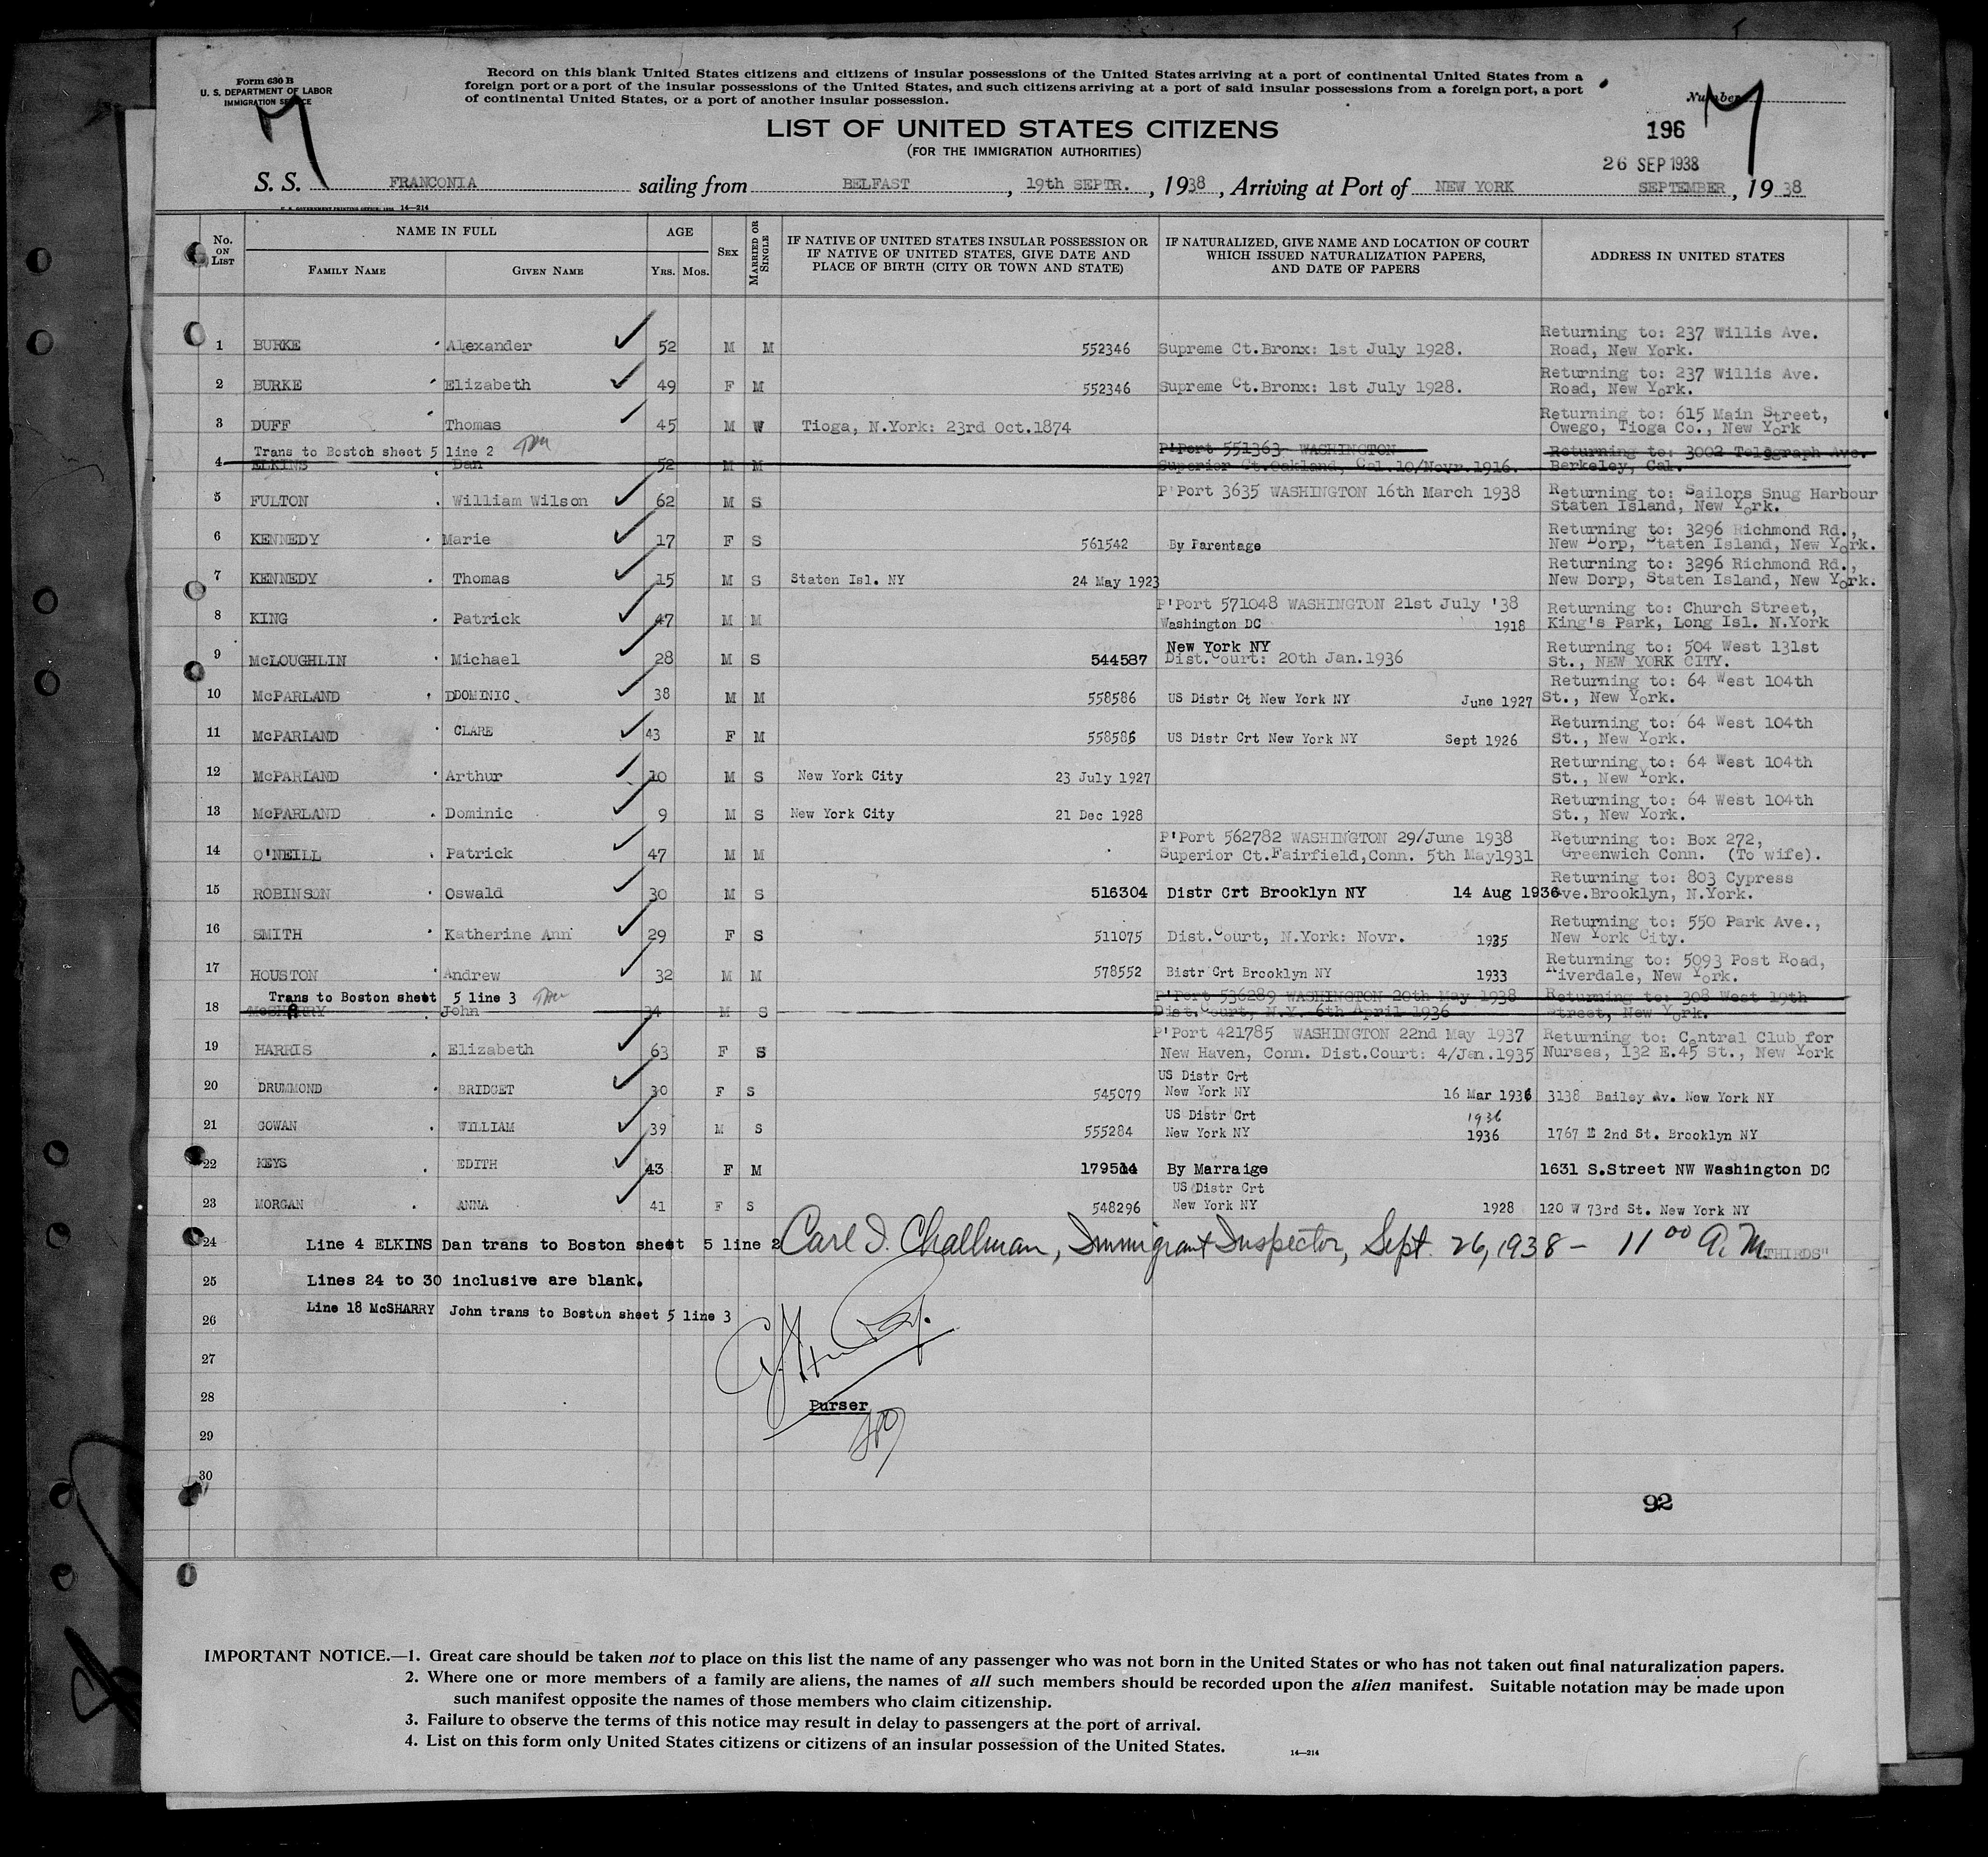 Form 630 B
U. S. DEPARTMENT OF LABOR
IMMIGRATION SERVICE
Record on this blank United States citizens and citizens of insular possessions of the United States arriving at a port of continental United States from a
foreign port or a port of the insular possessions of the United States, and such citizens arriving at a port of said insular possessions from a foreign port, a port
of continental United States, or a port of another insular possession.
Number
LIST OF UNITED STATES CITIZENS
(FOR THE IMMIGRATION AUTHORITIES)
196
26 SEP 1938
S. S. FRANCONIA sailing from BELFAST, 19th SEPTR., 1938, Arriving at Port of NEW YORK SEPTEMBER, 1938
14—214
No. ON LIST
NAME IN FULL
FAMILY NAME GIVEN NAME
AGE
YRS. MOS.
SEX
MARRIED OR SINGLE
IF NATIVE OF UNITED STATES INSULAR POSSESSION OR
IF NATIVE OF UNITED STATES, GIVE DATE AND
PLACE OF BIRTH (CITY OR TOWN AND STATE)
IF NATURALIZED, GIVE NAME AND LOCATION OF COURT
WHICH ISSUED NATURALIZATION PAPERS,
AND DATE OF PAPERS
ADDRESS IN UNITED STATES
1 BURKE Alexander 52 M M 552346 Supreme Ct.Bronx: 1st July 1928. Returning to: 237 Willis Ave.
Road, New York.
2 BURKE Elizabeth 49 F M 552346 Supreme Ct.Bronx: 1st July 1928. Returning to: 237 Willis Ave.
Road, New York.
3 DUFF Thomas 45 M W Tioga, N.York: 23rd Oct.1874 Returning to: 615 Main Street,
Owego, Tioga Co., New York
Trans to Boston sheet 5 line 2 P'Port 551363 WASHINGTON Returning to: 3002 Telegraph Ave.
4 ELKINS Dan 52 M M Superior Ct.Oakland, Cal.10/Novr.1916. Berkeley, Cal.
5 FULTON William Wilson 62 M S P'Port 3635 WASHINGTON 16th March 1938 Returning to: Sailors Snug Harbour
Staten Island, New York.
6 KENNEDY Marie 17 F S 561542 By Parentage Returning to: 3296 Richmond Rd.,
New Dorp, Staten Island, New York.
7 KENNEDY Thomas 15 M S Staten Isl. NY 24 May 1923 Returning to: 3296 Richmond Rd.,
New Dorp, Staten Island, New York.
P'Port 571048 WASHINGTON 21st July '38 Returning to: Church Street,
8 KING Patrick 47 M M Washington DC 1918 King's Park, Long Isl. N.York
New York NY Returning to: 504 West 131st
9 McLOUGHLIN Michael 28 M S 544587 Dist.Court: 20th Jan.1936 St., NEW YORK CITY.
Returning to: 64 West 104th
10 McPARLAND DDOMINIC 38 M M 558586 US Distr Ct New York NY June 1927 St., New York.
Returning to: 64 West 104th
11 McPARLAND CLARE 43 F M 558586 US Distr Crt New York NY Sept 1926 St., New York.
Returning to: 64 West 104th
12 McPARLAND Arthur 10 M S New York City 23 July 1927 St., New York.
Returning to: 64 West 104th
13 McPARLAND Dominic 9 M S New York City 21 Dec 1928 St., New York.
P'Port 562782 WASHINGTON 29/June 1938 Returning to: Box 272,
14 O'NEILL Patrick 47 M M Superior Ct.Fairfield,Conn. 5th May1931 Greenwich Conn. (To wife).
Returning to: 803 Cypress
15 ROBINSON Oswald 30 M S 516304 Distr Crt Brooklyn NY 14 Aug 1936 Ave.Brooklyn, N.York.
Returning to: 550 Park Ave.,
16 SMITH Katherine Ann 29 F S 511075 Dist.Court, N.York: Novr. 1935 New York City.
Returning to: 5093 Post Road,
17 HOUSTON Andrew 32 M M 578552 Bistr Crt Brooklyn NY 1933 Riverdale, New York.
Trans to Boston sheet 5 line 3 P'Port 536289 WASHINGTON 20th May 1938 Returning to: 308 West 19th
18 McSHARRY John 34 M S Dist.Court, N.Y. 6th April 1936 Street, New York.
P'Port 421785 WASHINGTON 22nd May 1937 Returning to: Central Club for
19 HARRIS Elizabeth 63 F S New Haven, Conn. Dist.Court: 4/Jan.1935 Nurses, 132 E.45 St., New York
US Distr Crt
20 DRUMMOND BRIDGET 30 F S 545079 New York NY 16 Mar 1936 3138 Bailey Av. New York NY
US Distr Crt 1936
21 GOWAN WILLIAM 39 M S 555284 New York NY 1936 1767 E 2nd St. Brooklyn NY
22 KEYS EDITH 43 F M 179514 By Marraige 1631 S.Street NW Washington DC
US Distr Crt
23 MORGAN ANNA 41 F S 548296 New York NY 1928 120 W 73rd St. New York NY
24 Line 4 ELKINS Dan trans to Boston sheet 5 line 2 Carl I. Challman, Immigrant Inspector, Sept. 26, 1938 – 11 00 A.M. THIRDS"
25 Lines 24 to 30 inclusive are blank.
26 Line 18 McSHARRY John trans to Boston sheet 5 line 3
27
28 Purser
29
30
92
IMPORTANT NOTICE.—1. Great care should be taken not to place on this list the name of any passenger who was not born in the United States or who has not taken out final naturalization papers.
2. Where one or more members of a family are aliens, the names of all such members should be recorded upon the alien manifest. Suitable notation may be made upon
such manifest opposite the names of those members who claim citizenship.
3. Failure to observe the terms of this notice may result in delay to passengers at the port of arrival.
4. List on this form only United States citizens or citizens of an insular possession of the United States.
14—214